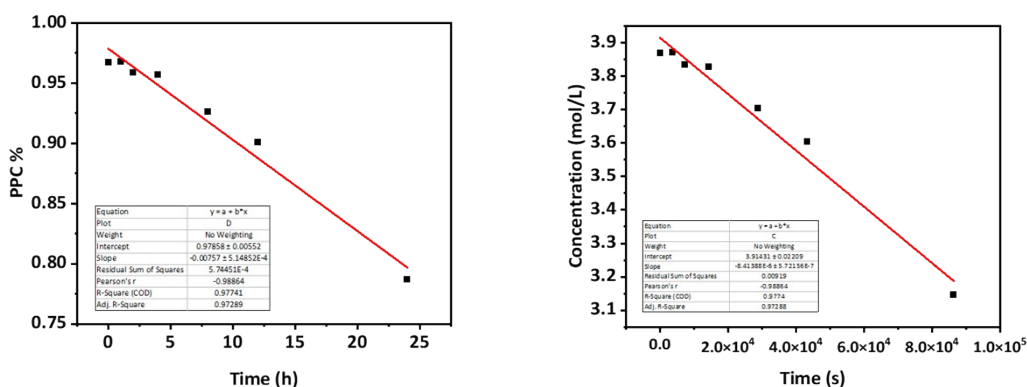 1.00
0.95
0.90
0.85
0.80
0.75
PPC %
0 5 10 15 20 25
Time (h)
Equation y = a + b*x
Plot D
Weight No Weighting
Intercept 0.97858 ± 0.00552
Slope -0.00757 ± 5.14852E-4
Residual Sum of Squares 5.74451E-4
Pearson's r -0.98864
R-Square (COD) 0.97741
Adj. R-Square 0.97289
3.9
3.8
3.7
3.6
3.5
3.4
3.3
3.2
3.1
Concentration (mol/L)
0.0 2.0×10⁴ 4.0×10⁴ 6.0×10⁴ 8.0×10⁴ 1.0×10⁵
Time (s)
Equation y = a + b*x
Plot C
Weight No Weighting
Intercept 3.91431 ± 0.02209
Slope -8.41388E-6 ± 5.72156E-7
Residual Sum of Squares 0.00919
Pearson's r -0.98864
R-Square (COD) 0.9774
Adj. R-Square 0.97288